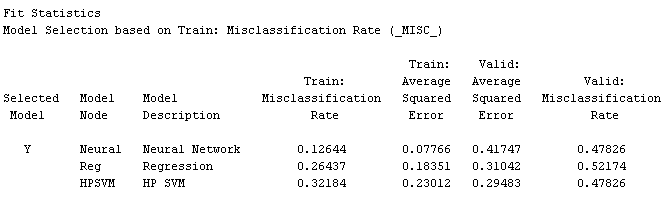 Fit Statistics
Model Selection based on Train: Misclassification Rate (_MISC_)
Train: Valid:
Train: Average Average Valid:
Selected Model Model Misclassification Squared Squared Misclassification
Model Node Description Rate Error Error Rate
Y Neural Neural Network 0.12644 0.07766 0.41747 0.47826
Reg Regression 0.26437 0.18351 0.31042 0.52174
HPSVM HP SVM 0.32184 0.23012 0.29483 0.47826